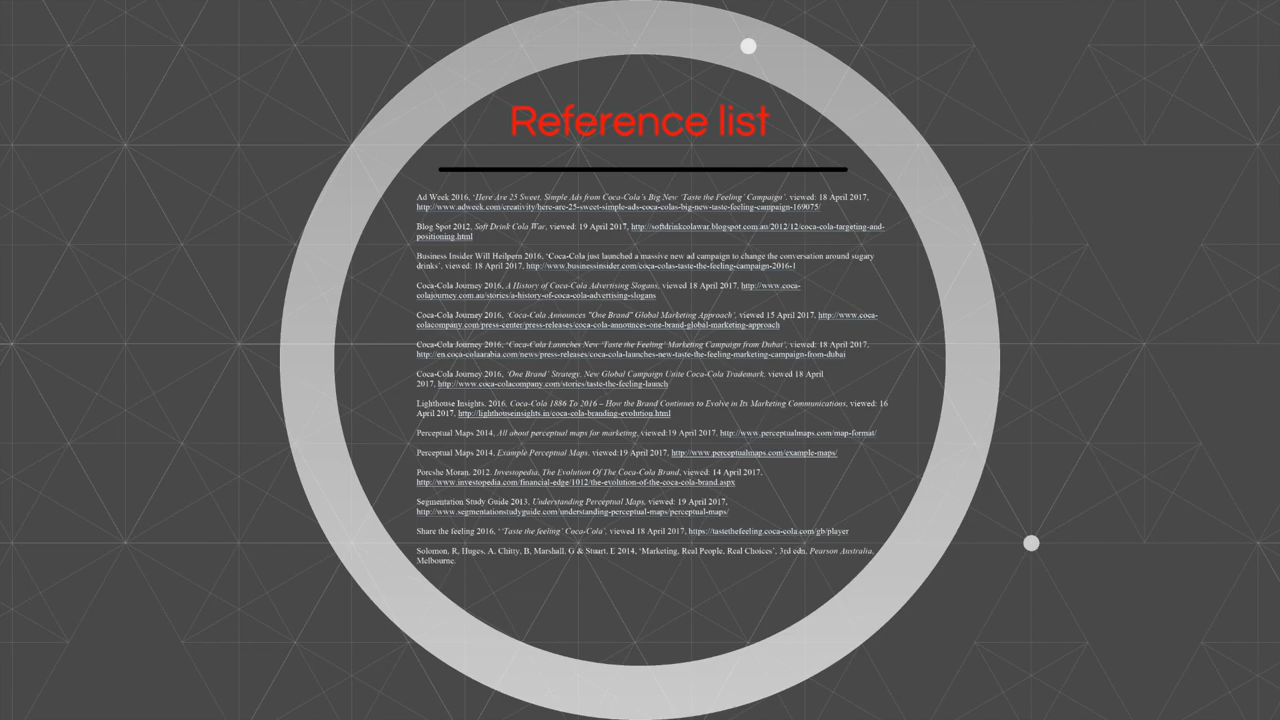 Reference list
Ad Week 2016, ‘Here Are 25 Sweet, Simple Ads from Coca-Cola's Big New ‘Taste the Feeling’ Campaign’. viewed: 18 April 2017,
http://www.adweek.com/creativity/here-are-25-sweet-simple-ads-coca-colas-big-new-taste-feeling-campaign-169075/
Blog Spot 2012, Soft Drink Cola War, viewed: 19 April 2017, http://softdrinkcolawar.blogspot.com.au/2012/12/coca-cola-targeting-and-
positioning.html
Business Insider Will Heilpern 2016, ‘Coca-Cola just launched a massive new ad campaign to change the conversation around sugary
drinks’, viewed: 18 April 2017, http://www.businessinsider.com/coca-colas-taste-the-feeling-campaign-2016-1
Coca-Cola Journey 2016, A History of Coca-Cola Advertising Slogans, viewed 18 April 2017, http://www.coca-
colajourney.com.au/stories/a-history-of-coca-cola-advertising-slogans
Coca-Cola Journey 2016, ‘Coca-Cola Announces "One Brand" Global Marketing Approach’, viewed 15 April 2017, http://www.coca-
colacompany.com/press-center/press-releases/coca-cola-announces-one-brand-global-marketing-approach
Coca-Cola Journey 2016, ‘Coca-Cola Launches New ‘Taste the Feeling’ Marketing Campaign from Dubai’, viewed: 18 April 2017,
http://en.coca-colaarabia.com/news/press-releases/coca-cola-launches-new-taste-the-feeling-marketing-campaign-from-dubai
Coca-Cola Journey 2016, ‘One Brand’ Strategy, New Global Campaign Unite Coca-Cola Trademark, viewed 18 April
2017, http://www.coca-colacompany.com/stories/taste-the-feeling-launch
Lighthouse Insights. 2016, Coca-Cola 1886 To 2016 – How the Brand Continues to Evolve in Its Marketing Communications, viewed: 16
April 2017, http://lighthouseinsights.in/coca-cola-branding-evolution.html
Perceptual Maps 2014, All about perceptual maps for marketing, viewed:19 April 2017, http://www.perceptualmaps.com/map-format/
Perceptual Maps 2014, Example Perceptual Maps, viewed:19 April 2017, http://www.perceptualmaps.com/example-maps/
Porcshe Moran. 2012. Investopedia, The Evolution Of The Coca-Cola Brand, viewed: 14 April 2017,
http://www.investopedia.com/financial-edge/1012/the-evolution-of-the-coca-cola-brand.aspx
Segmentation Study Guide 2013, Understanding Perceptual Maps, viewed: 19 April 2017,
http://www.segmentationstudyguide.com/understanding-perceptual-maps/perceptual-maps/
Share the feeling 2016, ‘ ‘Taste the feeling’ Coca-Cola’, viewed 18 April 2017, https://tastethefeeling.coca-cola.com/gb/player
Solomon, R, Huges, A, Chitty, B, Marshall, G & Stuart, E 2014, ‘Marketing, Real People, Real Choices’, 3rd edn, Pearson Australia,
Melbourne.